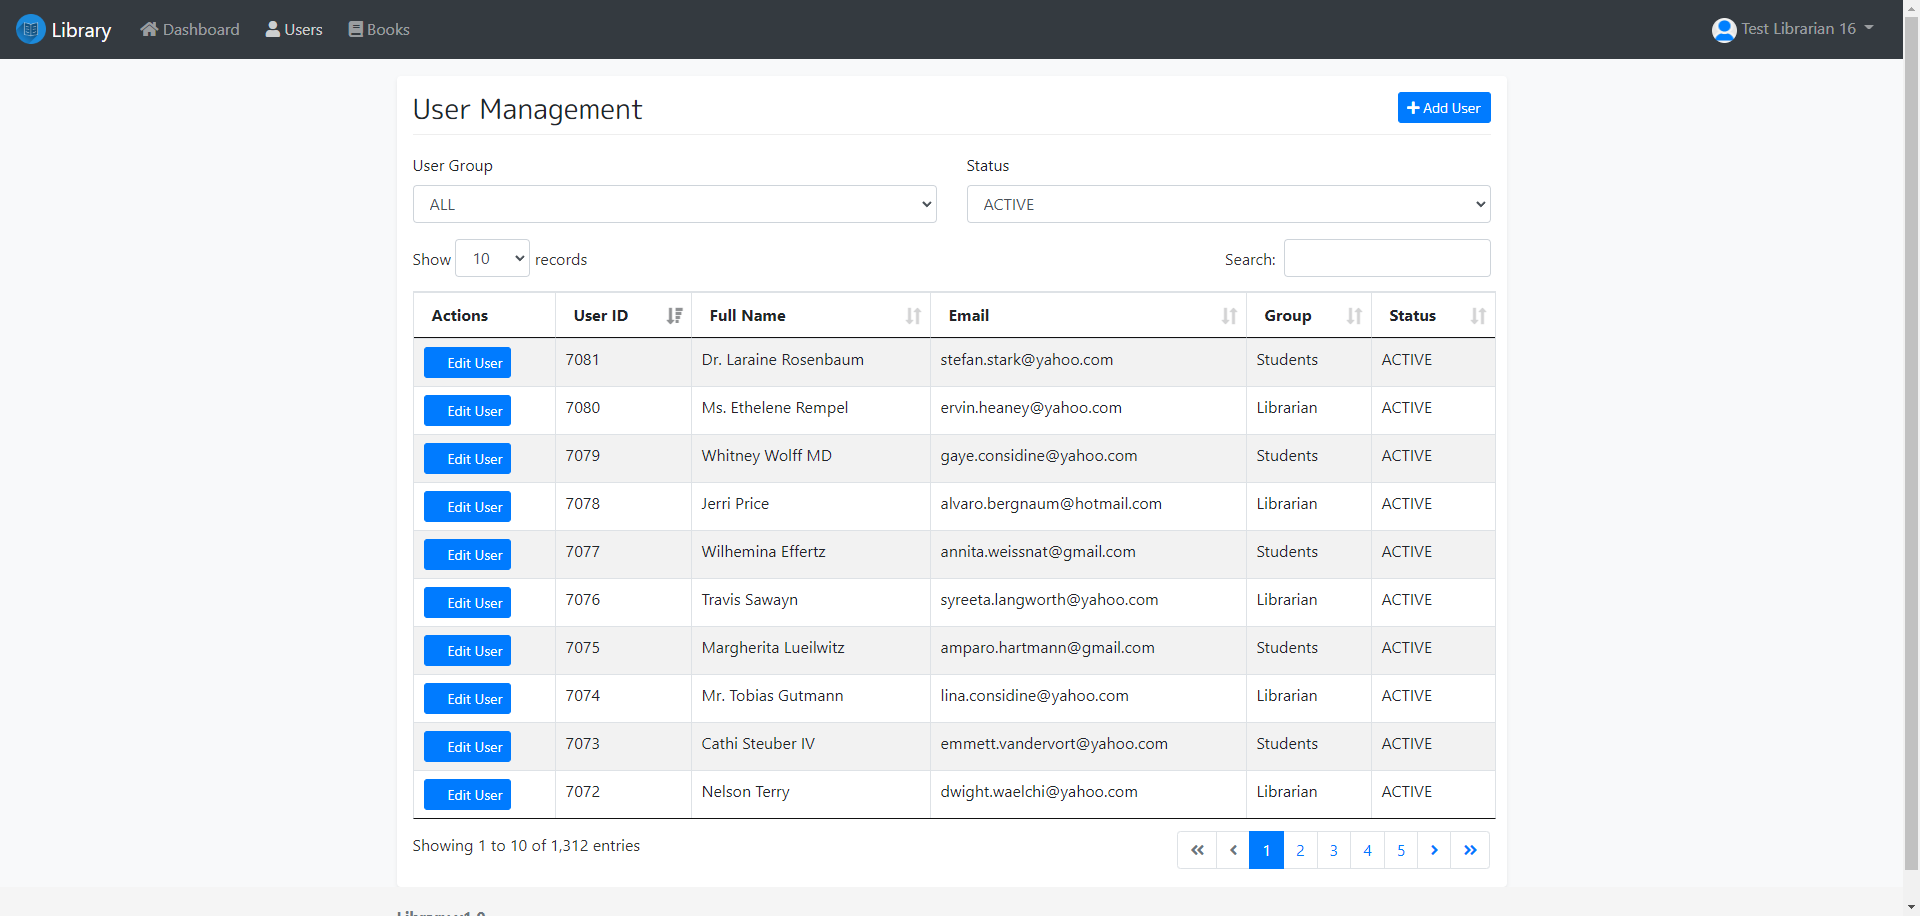 Library Dashboard Users Books Test Librarian 16
User Management Add User
User Group Status
ALL ACTIVE
Show 10 records Search:
Actions User ID Full Name Email Group Status
Edit User 7081 Dr. Laraine Rosenbaum stefan.stark@yahoo.com Students ACTIVE
Edit User 7080 Ms. Ethelene Rempel ervin.heaney@yahoo.com Librarian ACTIVE
Edit User 7079 Whitney Wolff MD gaye.considine@yahoo.com Students ACTIVE
Edit User 7078 Jerri Price alvaro.bergnaum@hotmail.com Librarian ACTIVE
Edit User 7077 Wilhemina Effertz annita.weissnat@gmail.com Students ACTIVE
Edit User 7076 Travis Sawayn syreeta.langworth@yahoo.com Librarian ACTIVE
Edit User 7075 Margherita Lueilwitz amparo.hartmann@gmail.com Students ACTIVE
Edit User 7074 Mr. Tobias Gutmann lina.considine@yahoo.com Librarian ACTIVE
Edit User 7073 Cathi Steuber IV emmett.vandervort@yahoo.com Students ACTIVE
Edit User 7072 Nelson Terry dwight.waelchi@yahoo.com Librarian ACTIVE
Showing 1 to 10 of 1,312 entries « ‹ 1 2 3 4 5 › »